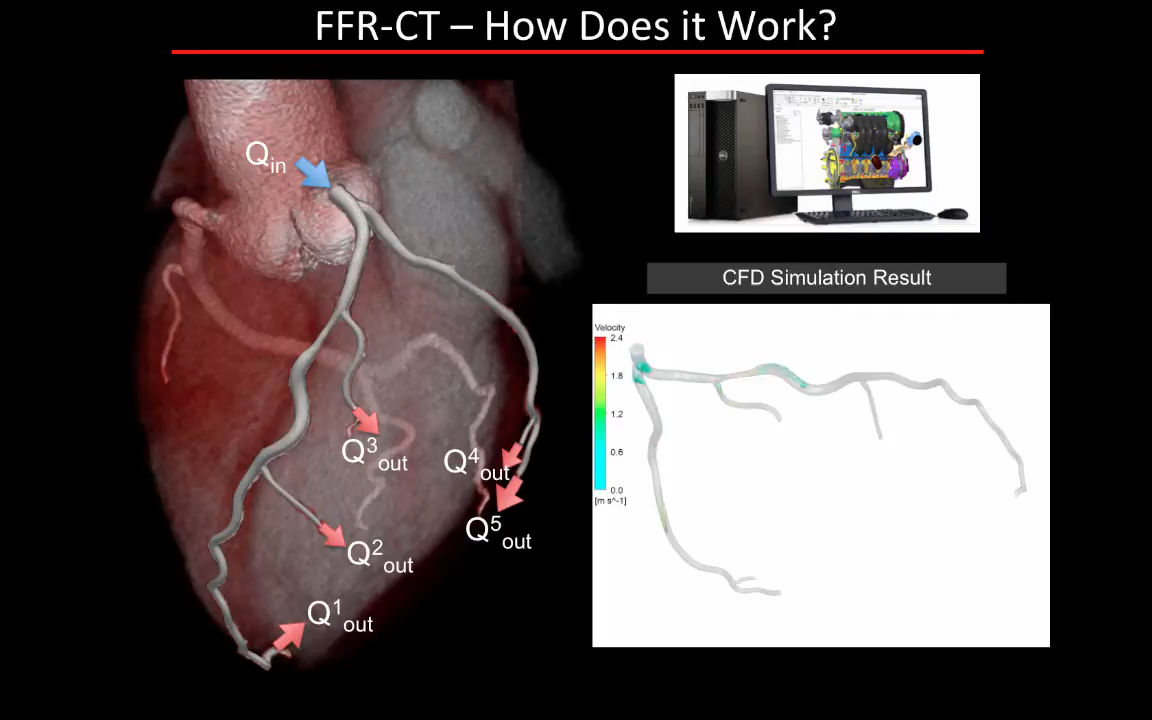 FFR-CT – How Does it Work?
Qin
Q3out
Q4out
Q5out
Q2out
Q1out
CFD Simulation Result
Velocity
2.4
1.8
1.2
0.6
0.0
[m s^-1]